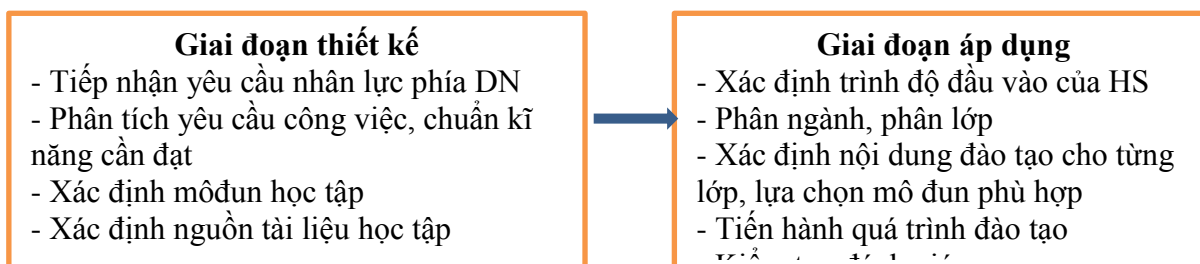 Giai đoạn thiết kế
- Tiếp nhận yêu cầu nhân lực phía DN
- Phân tích yêu cầu công việc, chuẩn kĩ
năng cần đạt
- Xác định môđun học tập
- Xác định nguồn tài liệu học tập
Giai đoạn áp dụng
- Xác định trình độ đầu vào của HS
- Phân ngành, phân lớp
- Xác định nội dung đào tạo cho từng
lớp, lựa chọn mô đun phù hợp
- Tiến hành quá trình đào tạo